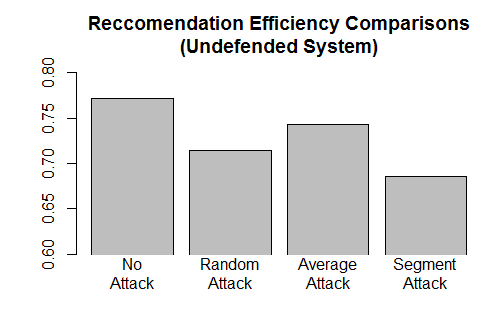 Reccomendation Efficiency Comparisons
(Undefended System)
0.80
0.75
0.70
0.65
0.60
No Attack
Random Attack
Average Attack
Segment Attack